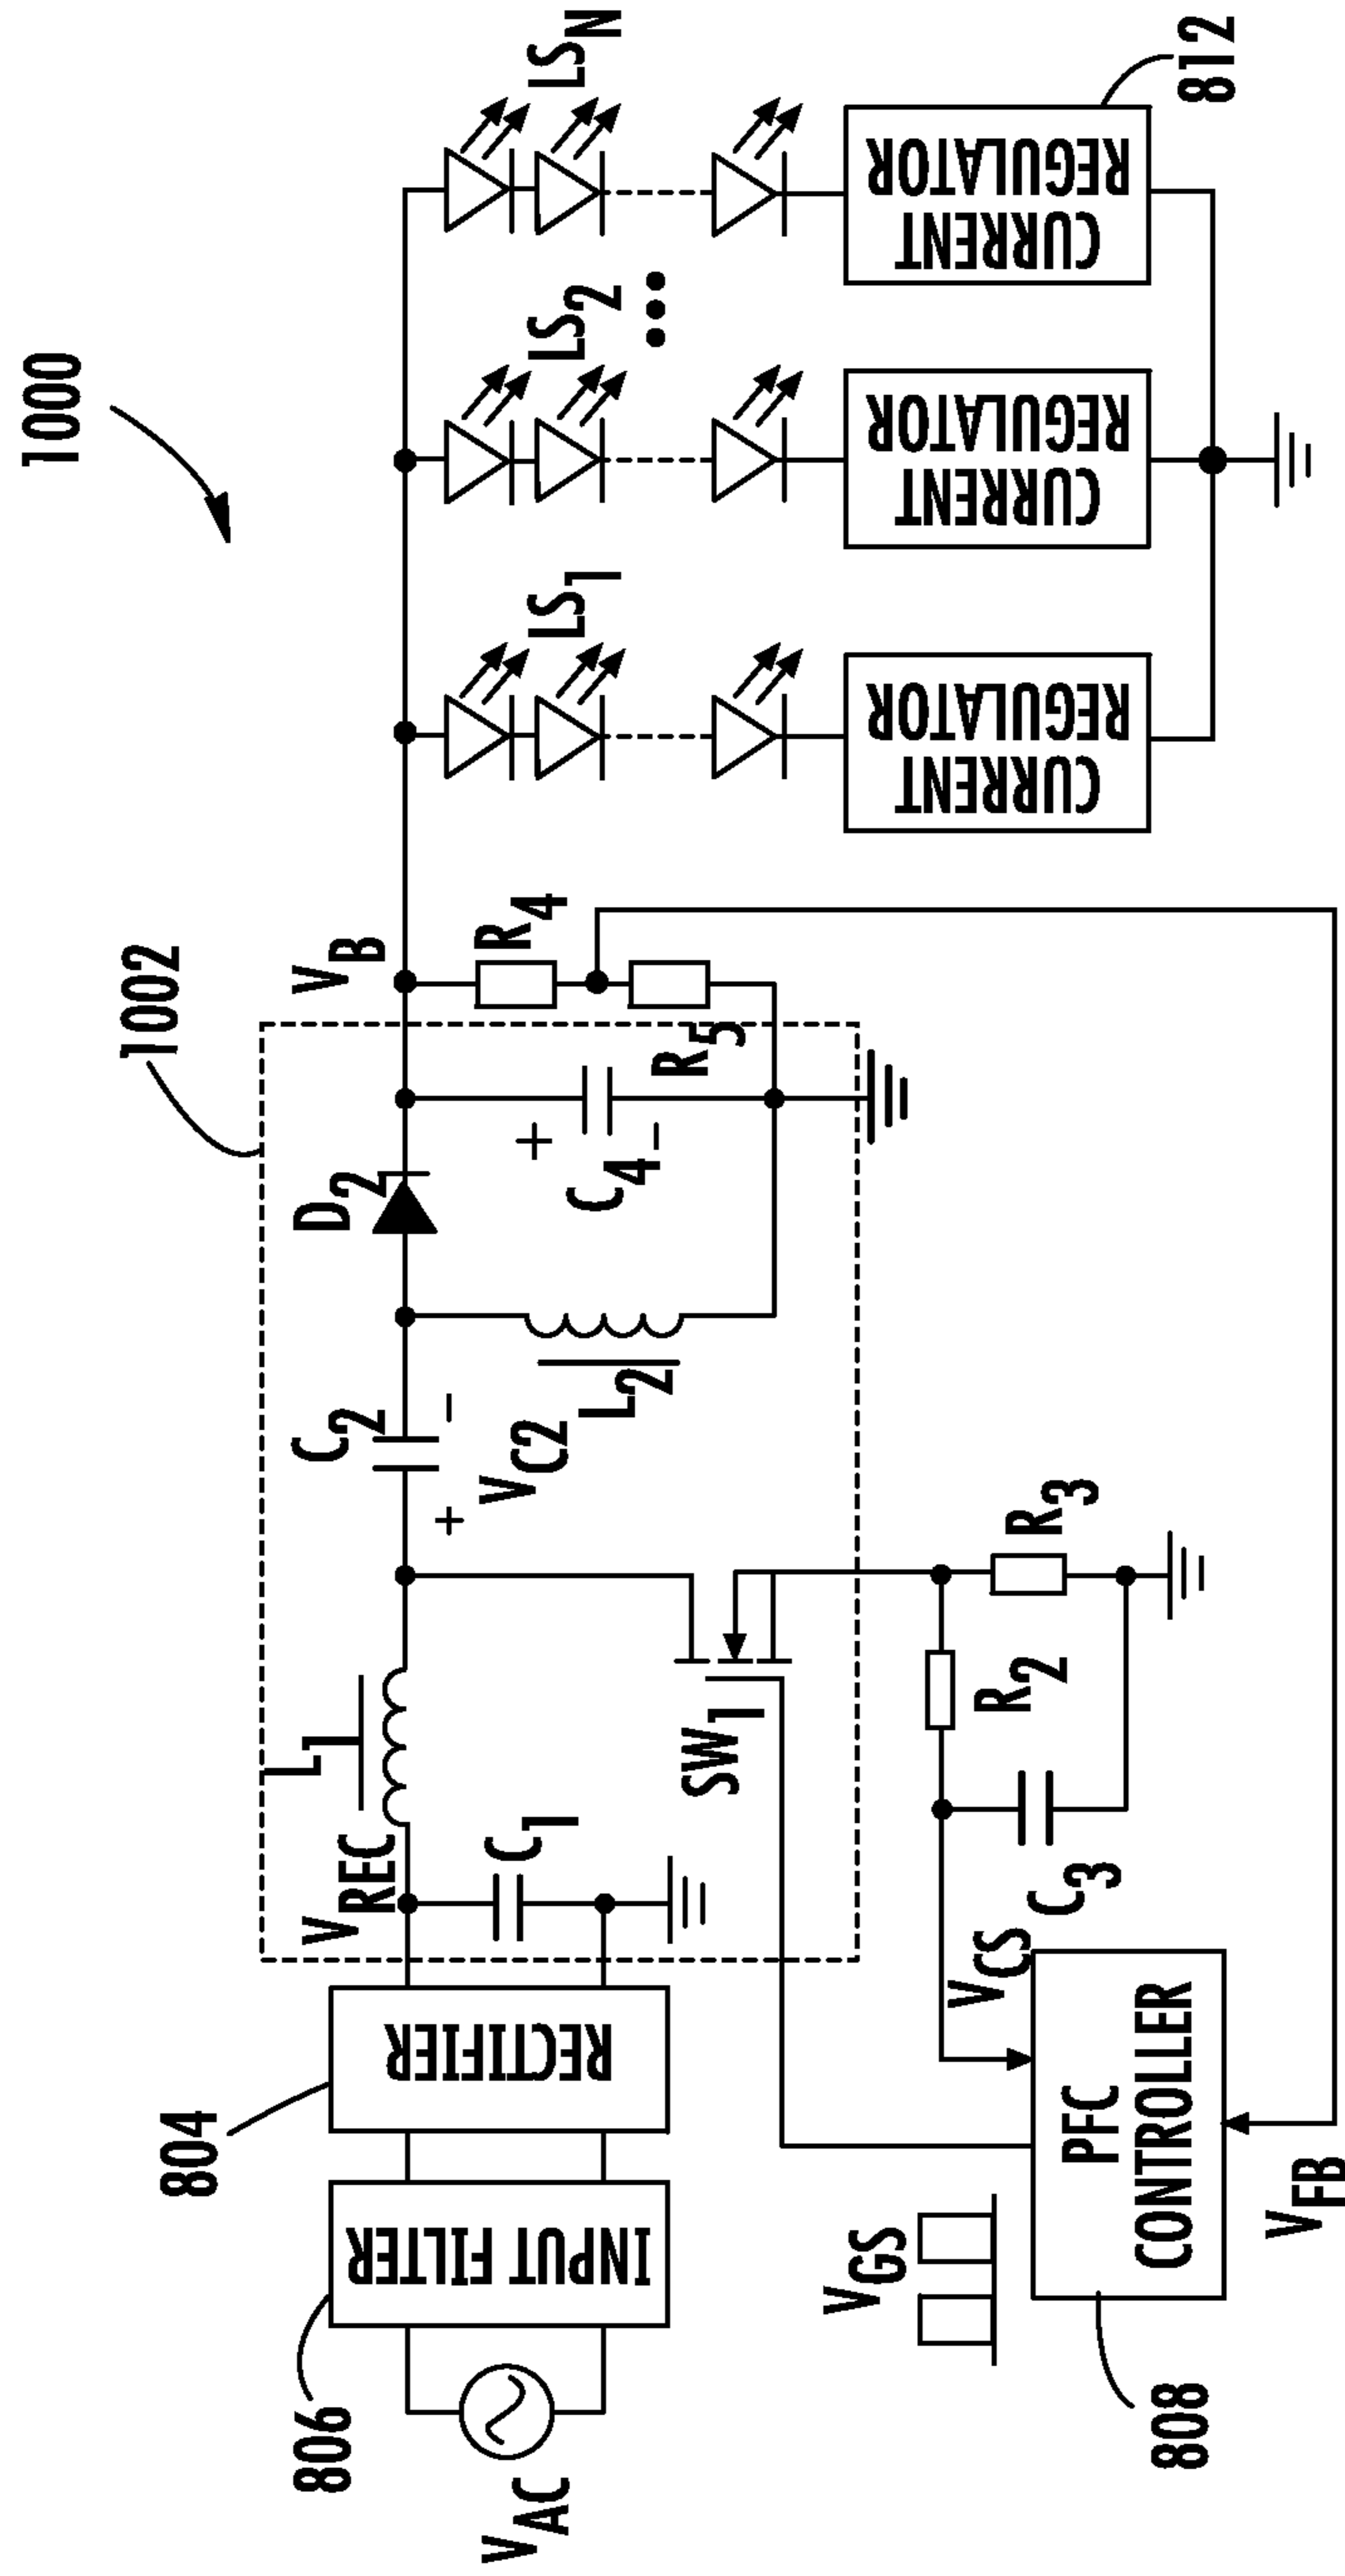 1000
1002
806
804
V_AC
INPUT FILTER
RECTIFIER
V_REC
L_1
C_1
C_2
+
-
V_C2
L_2
D_2
+
C_4
-
V_B
R_4
R_5
SW_1
R_2
R_3
C_3
V_CS
V_GS
PFC
CONTROLLER
808
V_FB
LS_1
LS_2
LS_N
CURRENT
REGULATOR
CURRENT
REGULATOR
CURRENT
REGULATOR
812